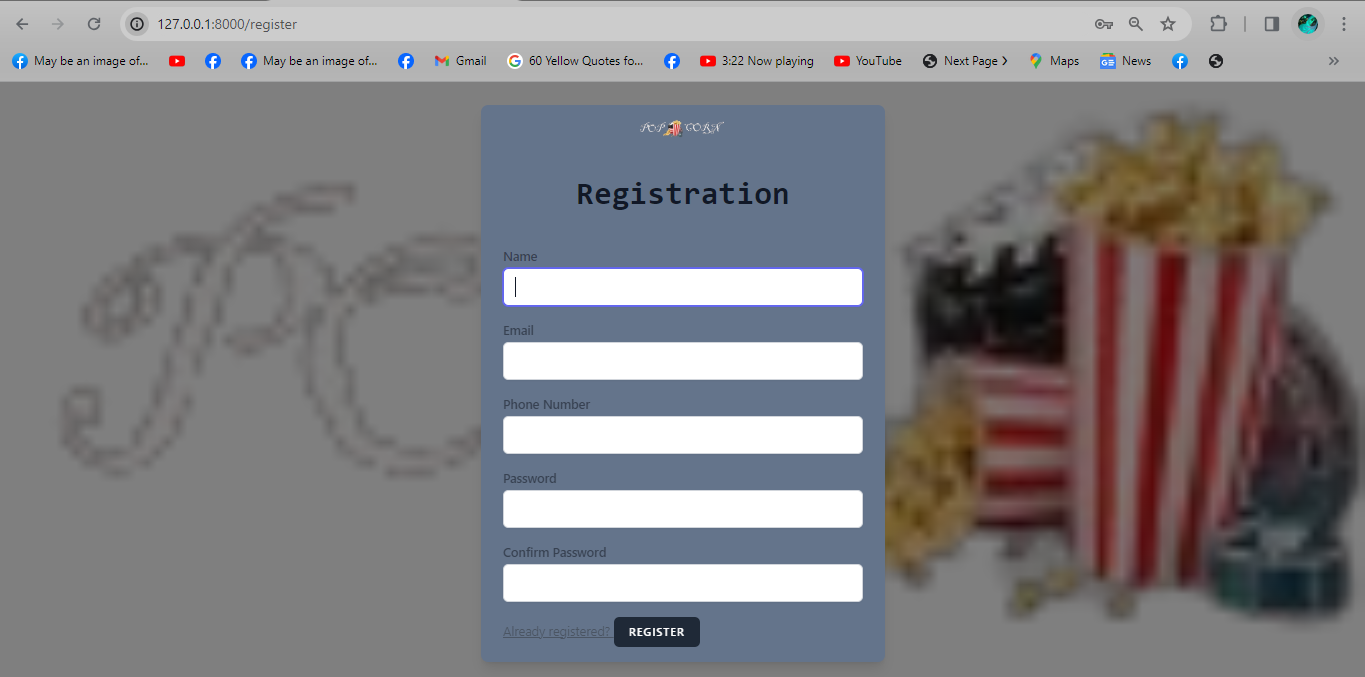 127.0.0.1:8000/register
May be an image of... May be an image of... Gmail 60 Yellow Quotes fo... 3:22 Now playing YouTube Next Page Maps News
POP CORN
Registration
Name
Email
Phone Number
Password
Confirm Password
Already registered? REGISTER